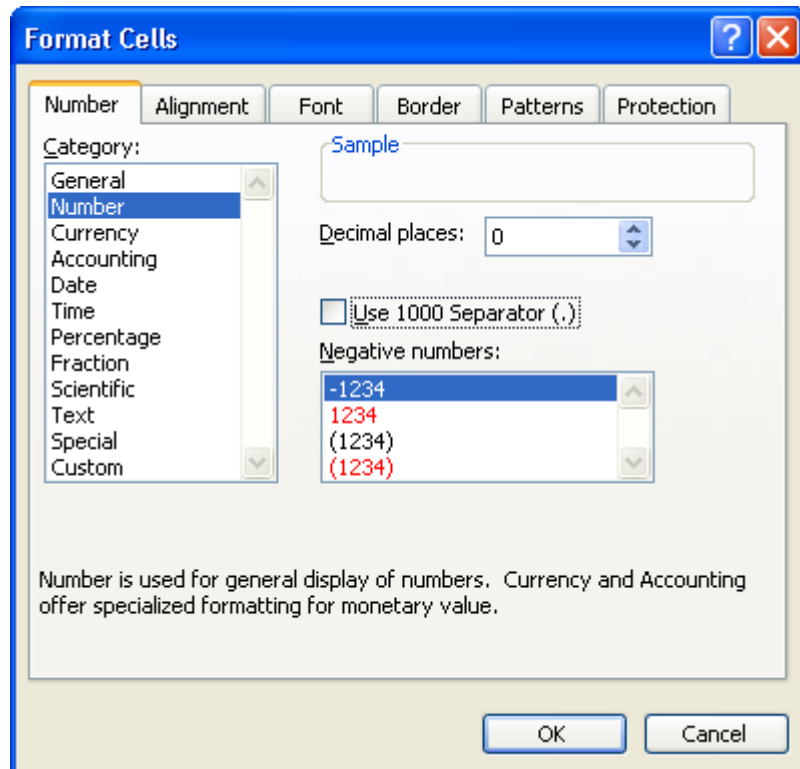 Format Cells
Number Alignment Font Border Patterns Protection
Category:
General
Number
Currency
Accounting
Date
Time
Percentage
Fraction
Scientific
Text
Special
Custom
Sample
Decimal places: 0
Use 1000 Separator (.)
Negative numbers:
-1234
1234
(1234)
(1234)
Number is used for general display of numbers. Currency and Accounting
offer specialized formatting for monetary value.
OK Cancel